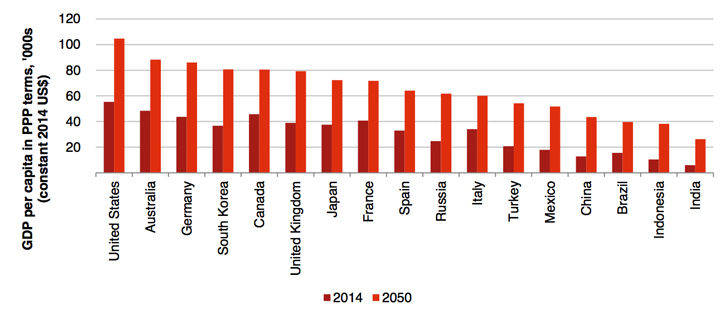 GDP per capita in PPP terms, '000s
(constant 2014 US$)
120
100
80
60
40
20
United States
Australia
Germany
South Korea
Canada
United Kingdom
Japan
France
Spain
Russia
Italy
Turkey
Mexico
China
Brazil
Indonesia
India
2014 2050